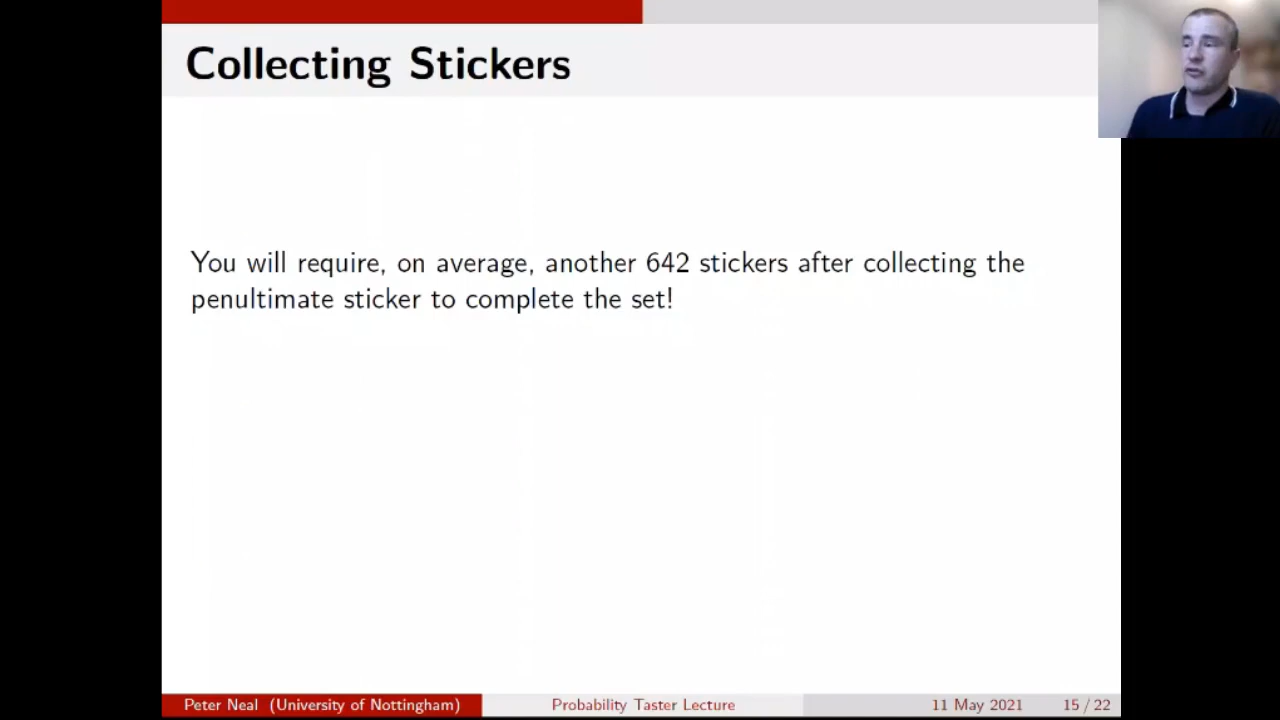 Collecting Stickers
You will require, on average, another 642 stickers after collecting the
penultimate sticker to complete the set!
Peter Neal (University of Nottingham) Probability Taster Lecture 11 May 2021 15 / 22